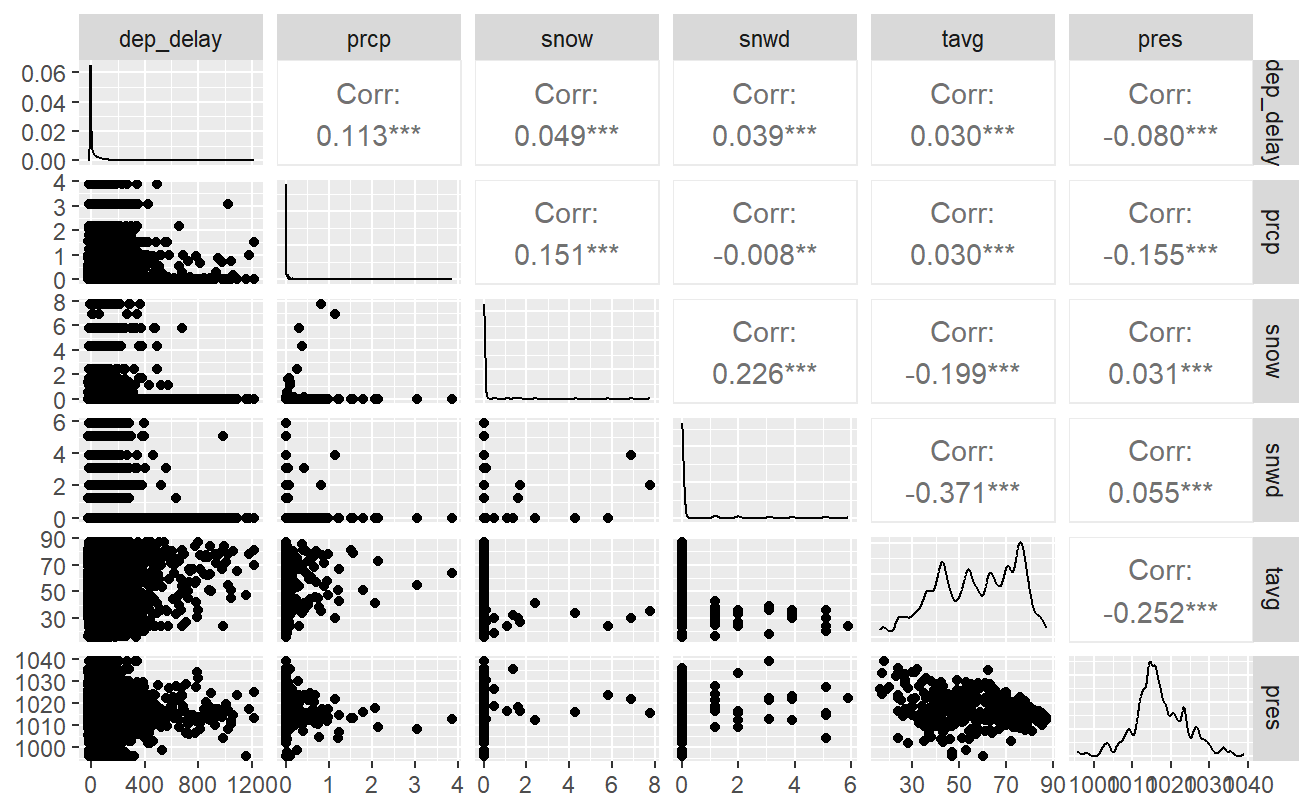 dep_delay prcp snow snwd tavg pres
0.06
0.04
0.02
0.00
Corr: Corr: Corr: Corr: Corr:
0.113*** 0.049*** 0.039*** 0.030*** -0.080***
dep_delay
4
3
2
1
0
Corr: Corr: Corr: Corr:
0.151*** -0.008** 0.030*** -0.155***
prcp
8
6
4
2
0
Corr: Corr: Corr:
0.226*** -0.199*** 0.031***
snow
6
4
2
0
Corr: Corr:
-0.371*** 0.055***
snwd
90
70
50
30
Corr:
-0.252***
tavg
1040
1030
1020
1010
1000
pres
0 400 800 1200 0 1 2 3 4 0 2 4 6 8 0 2 4 6 30 50 70 90 1000 1010 1020 1030 1040